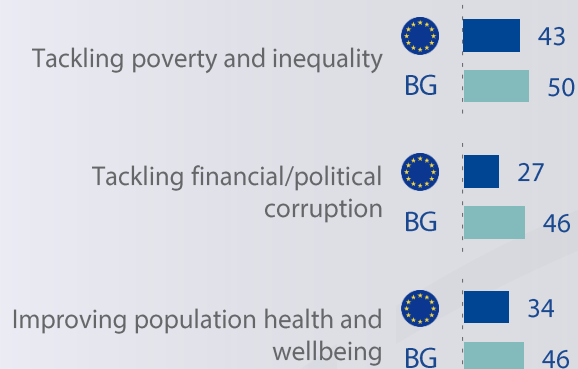 43
Tackling poverty and inequality
BG 50
27
Tackling financial/political
corruption
BG 46
34
Improving population health and
wellbeing
BG 46